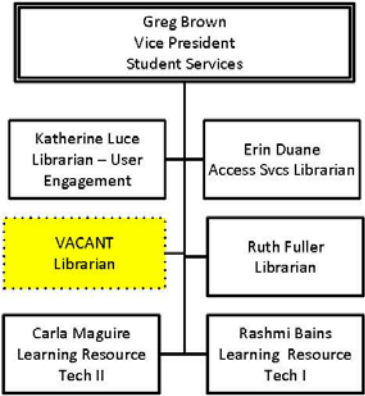 Greg Brown
Vice President
Student Services
Katherine Luce
Librarian – User
Engagement
Erin Duane
Access Svcs Librarian
VACANT
Librarian
Ruth Fuller
Librarian
Carla Maguire
Learning Resource
Tech II
Rashmi Bains
Learning Resource
Tech I